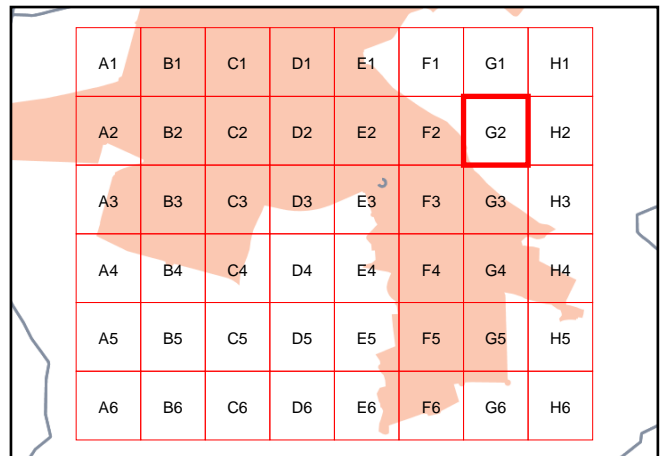 A1 B1 C1 D1 E1 F1 G1 H1
A2 B2 C2 D2 E2 F2 G2 H2
A3 B3 C3 D3 E3 F3 G3 H3
A4 B4 C4 D4 E4 F4 G4 H4
A5 B5 C5 D5 E5 F5 G5 H5
A6 B6 C6 D6 E6 F6 G6 H6